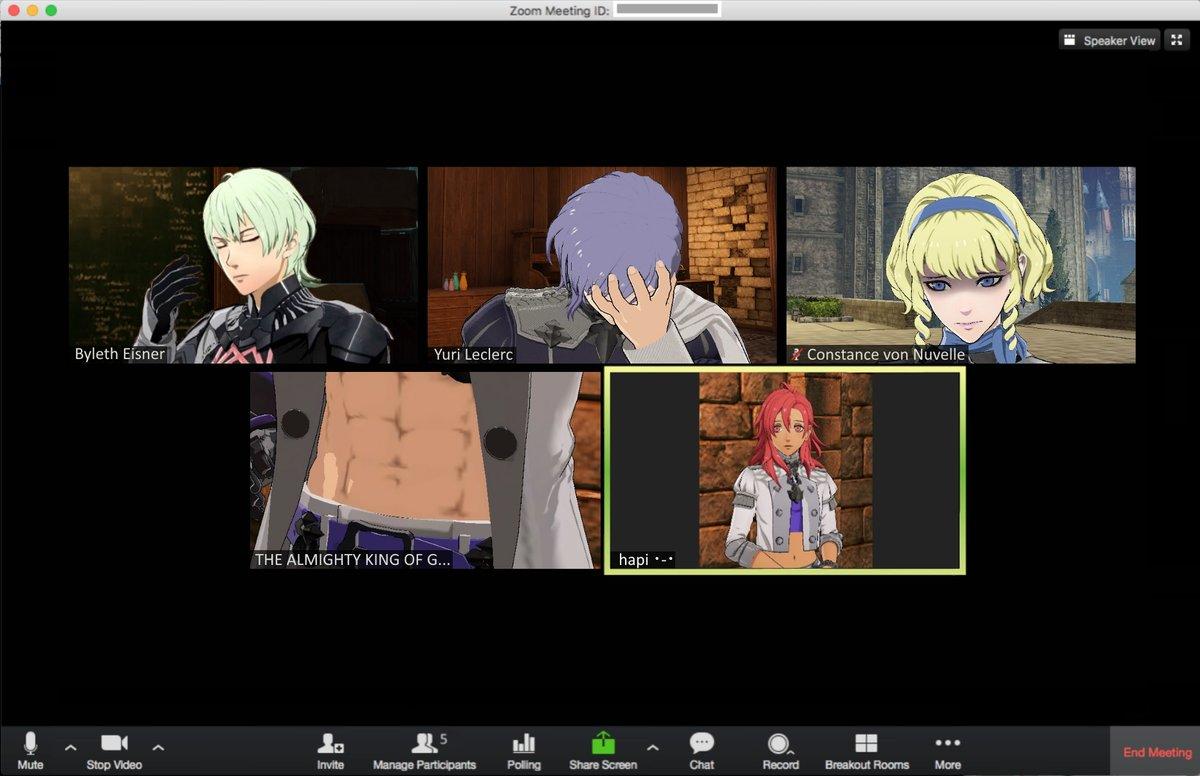 Zoom Meeting ID:
Speaker View
Byleth Eisner
Yuri Leclerc
Constance von Nuvelle
THE ALMIGHTY KING OF G...
hapi •-•
5
Mute
Stop Video
Invite
Manage Participants
Polling
Share Screen
Chat
Record
Breakout Rooms
More
End Meeting